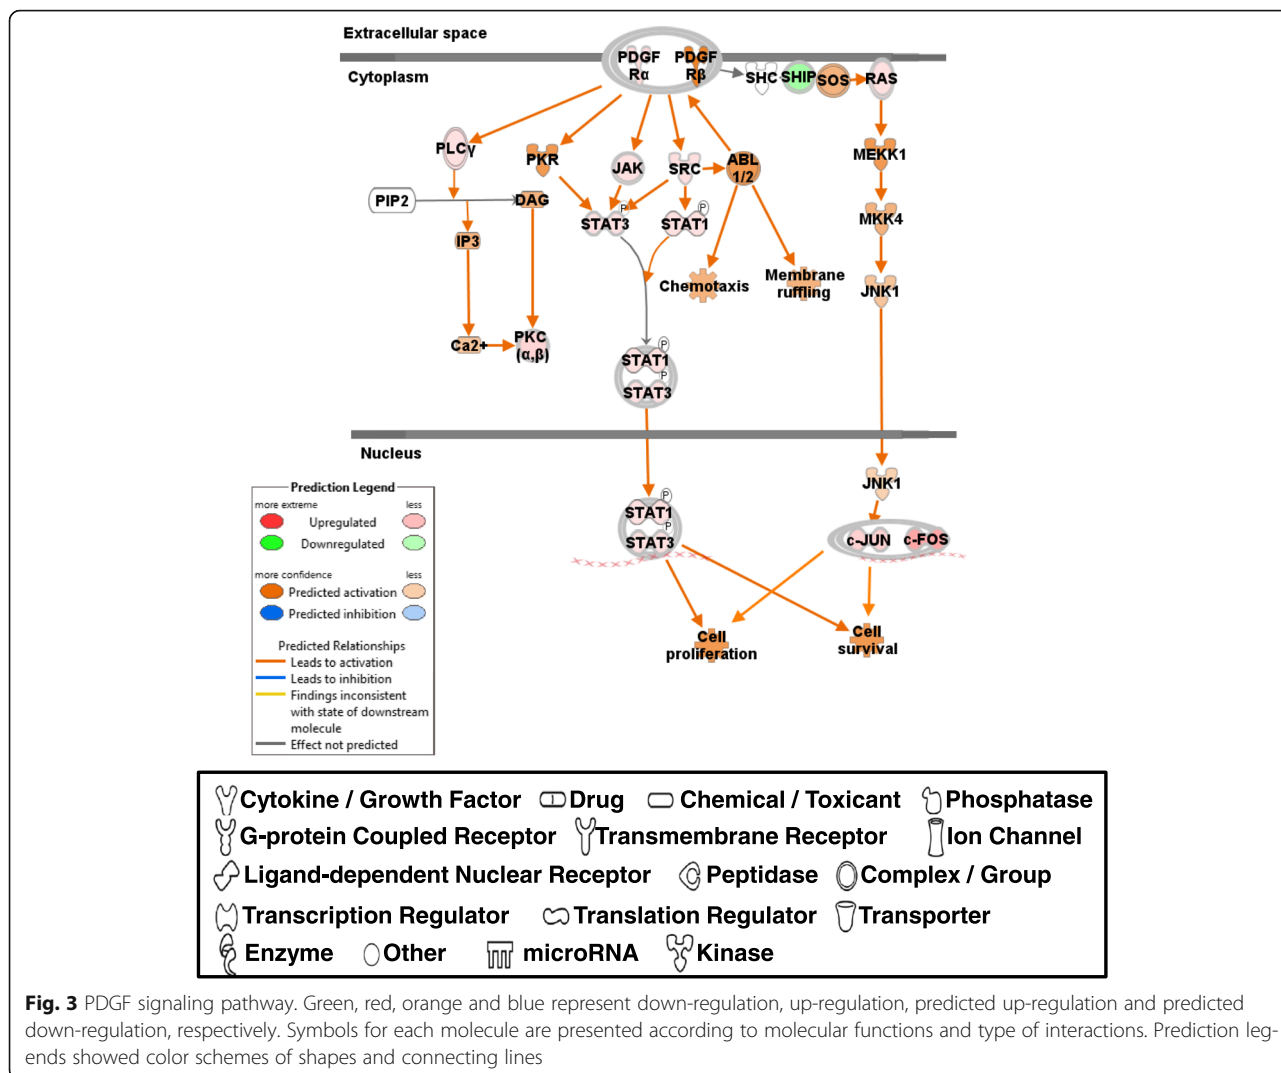 Extracellular space
Cytoplasm
PDGF
Rα
PDGF
Rβ
SHC
SHIP
SOS
RAS
PLCγ
PKR
JAK
SRC
ABL
1/2
MEKK1
PIP2
DAG
STAT3
P
STAT1
P
MKK4
IP3
Chemotaxis
Membrane
ruffling
JNK1
Ca2+
PKC
(α,β)
P
STAT1
P
STAT3
Nucleus
JNK1
P
STAT1
P
STAT3
c-JUN
c-FOS
Cell
proliferation
Cell
survival
Prediction Legend
more extreme less
Upregulated
Downregulated
more confidence less
Predicted activation
Predicted inhibition
Predicted Relationships
Leads to activation
Leads to inhibition
Findings inconsistent
with state of downstream
molecule
Effect not predicted
Cytokine / Growth Factor Drug Chemical / Toxicant Phosphatase
G-protein Coupled Receptor Transmembrane Receptor Ion Channel
Ligand-dependent Nuclear Receptor Peptidase Complex / Group
Transcription Regulator Translation Regulator Transporter
Enzyme Other microRNA Kinase
Fig. 3 PDGF signaling pathway. Green, red, orange and blue represent down-regulation, up-regulation, predicted up-regulation and predicted
down-regulation, respectively. Symbols for each molecule are presented according to molecular functions and type of interactions. Prediction leg-
ends showed color schemes of shapes and connecting lines